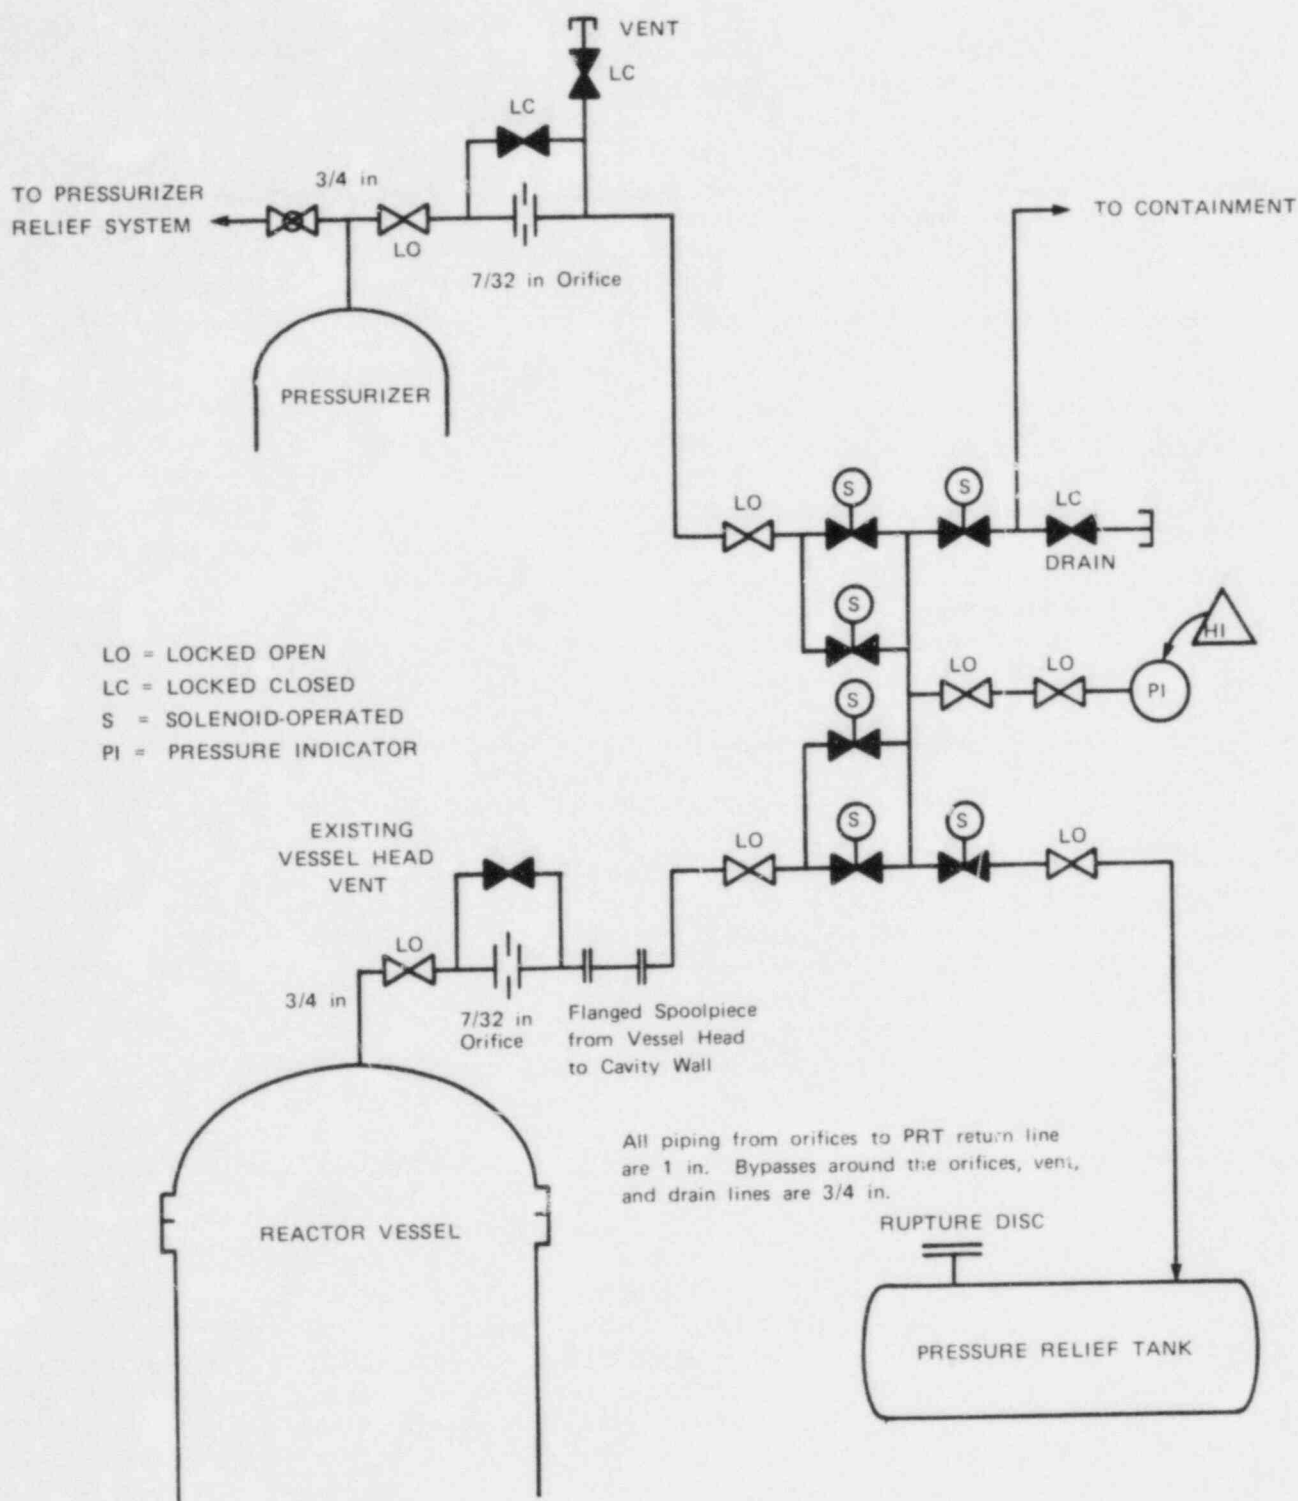 VENT
LC
LC
3/4 in
TO PRESSURIZER
RELIEF SYSTEM
LO
7/32 in Orifice
TO CONTAINMENT
PRESSURIZER
S
S
LO
LC
DRAIN
S
HI
LO
LO
PI
S
LO = LOCKED OPEN
LC = LOCKED CLOSED
S = SOLENOID-OPERATED
PI = PRESSURE INDICATOR
EXISTING
VESSEL HEAD
VENT
LO
S
S
LO
LO
3/4 in
7/32 in
Orifice
Flanged Spoolpiece
from Vessel Head
to Cavity Wall
All piping from orifices to PRT return line
are 1 in. Bypasses around the orifices, vent,
and drain lines are 3/4 in.
REACTOR VESSEL
RUPTURE DISC
PRESSURE RELIEF TANK